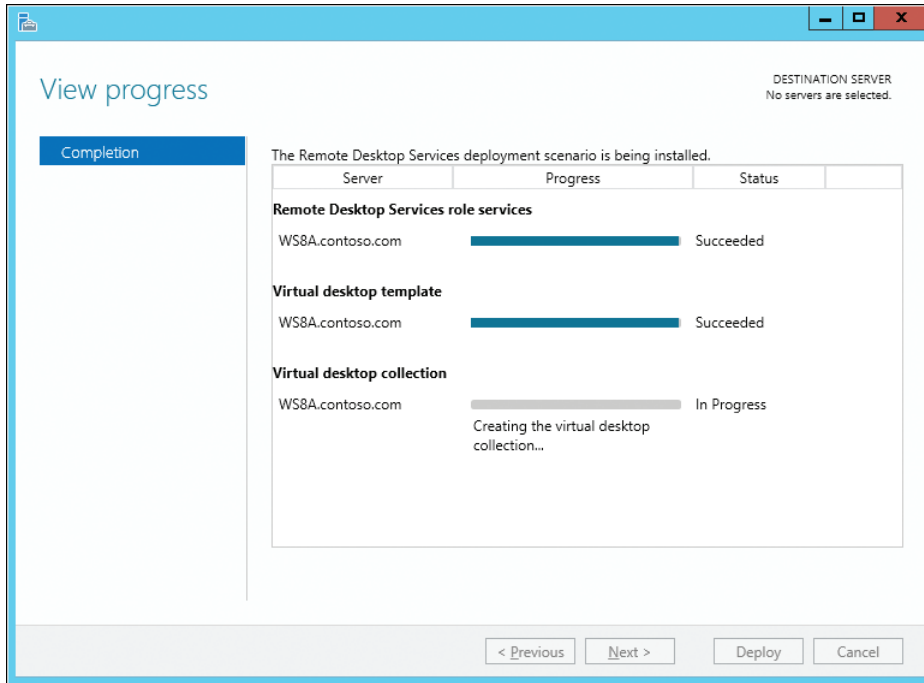 View progress
DESTINATION SERVER
No servers are selected.
Completion
The Remote Desktop Services deployment scenario is being installed.
Server Progress Status
Remote Desktop Services role services
WS8A.contoso.com Succeeded
Virtual desktop template
WS8A.contoso.com Succeeded
Virtual desktop collection
WS8A.contoso.com In Progress
Creating the virtual desktop
collection...
< Previous Next > Deploy Cancel